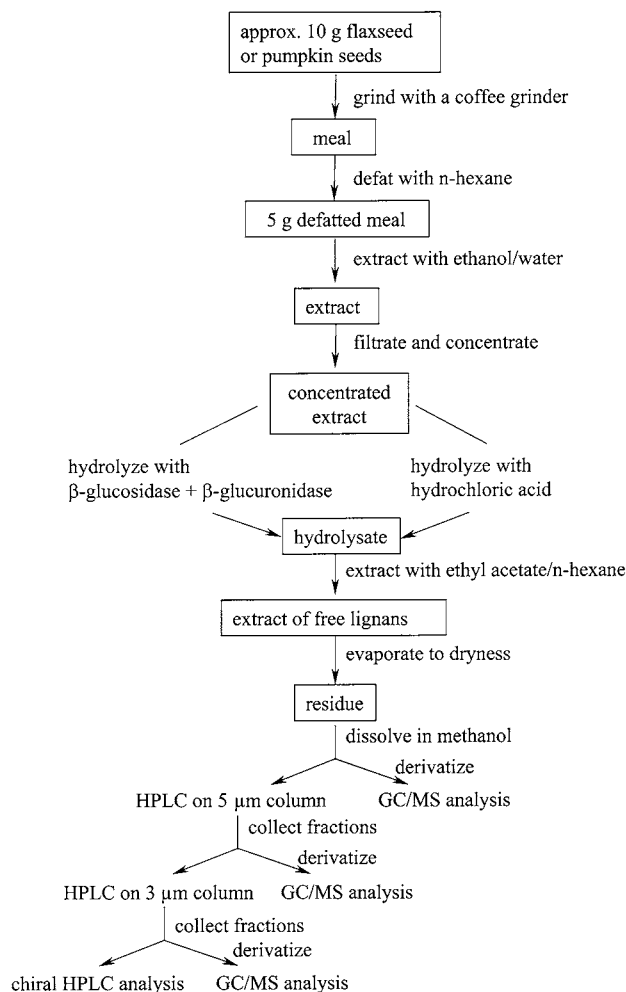 approx. 10 g flaxseed
or pumpkin seeds
grind with a coffee grinder
meal
defat with n-hexane
5 g defatted meal
extract with ethanol/water
extract
filtrate and concentrate
concentrated
extract
hydrolyze with
β-glucosidase + β-glucuronidase
hydrolyze with
hydrochloric acid
hydrolysate
extract with ethyl acetate/n-hexane
extract of free lignans
evaporate to dryness
residue
dissolve in methanol
derivatize
HPLC on 5 µm column
GC/MS analysis
collect fractions
derivatize
HPLC on 3 µm column
GC/MS analysis
collect fractions
derivatize
chiral HPLC analysis
GC/MS analysis